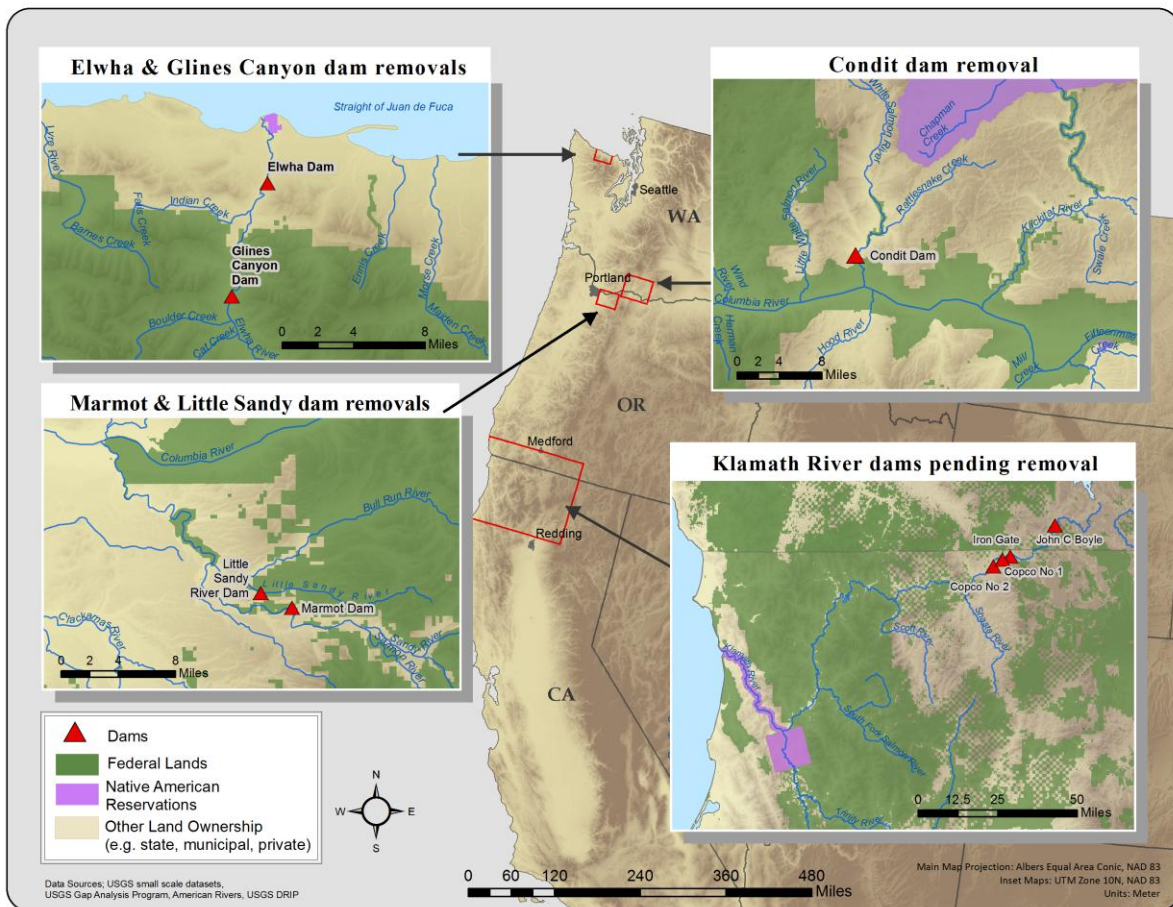 Elwha & Glines Canyon dam removals
Straight of Juan de Fuca
Lyre River
Elwha Dam
Indian Creek
Falls Creek
Barnes Creek
Ennis Creek
Morse Creek
Maiden Creek
Glines
Canyon
Dam
Boulder Creek
Cat Creek
Elwha River
0 2 4 8
Miles
Condit dam removal
White Salmon River
Chapman
Creek
Rattlesnake Creek
Little White Salmon River
Klickitat River
Swale Creek
Condit Dam
Wind
River
Columbia River
Herman
Creek
Hood River
Mill
Creek
Fifteenmile
Creek
0 2 4 8
Miles
Seattle
WA
Portland
OR
Medford
Redding
CA
Marmot & Little Sandy dam removals
Columbia River
Bull Run River
Little
Sandy
River Dam
Little Sandy River
Marmot Dam
Clackamas River
Sandy River
Salmon River
0 2 4 8
Miles
Klamath River dams pending removal
Iron Gate
John C Boyle
Copco No 1
Copco No 2
Shasta River
Scott River
Klamath River
South Fork Salmon River
Trinity River
0 12.5 25 50
Miles
Dams
Federal Lands
Native American
Reservations
Other Land Ownership
(e.g. state, municipal, private)
N
W E
S
Data Sources; USGS small scale datasets,
USGS Gap Analysis Program, American Rivers, USGS DRIP
0 60 120 240 360 480
Miles
Main Map Projection: Albers Equal Area Conic, NAD 83
Inset Maps: UTM Zone 10N, NAD 83
Units: Meter